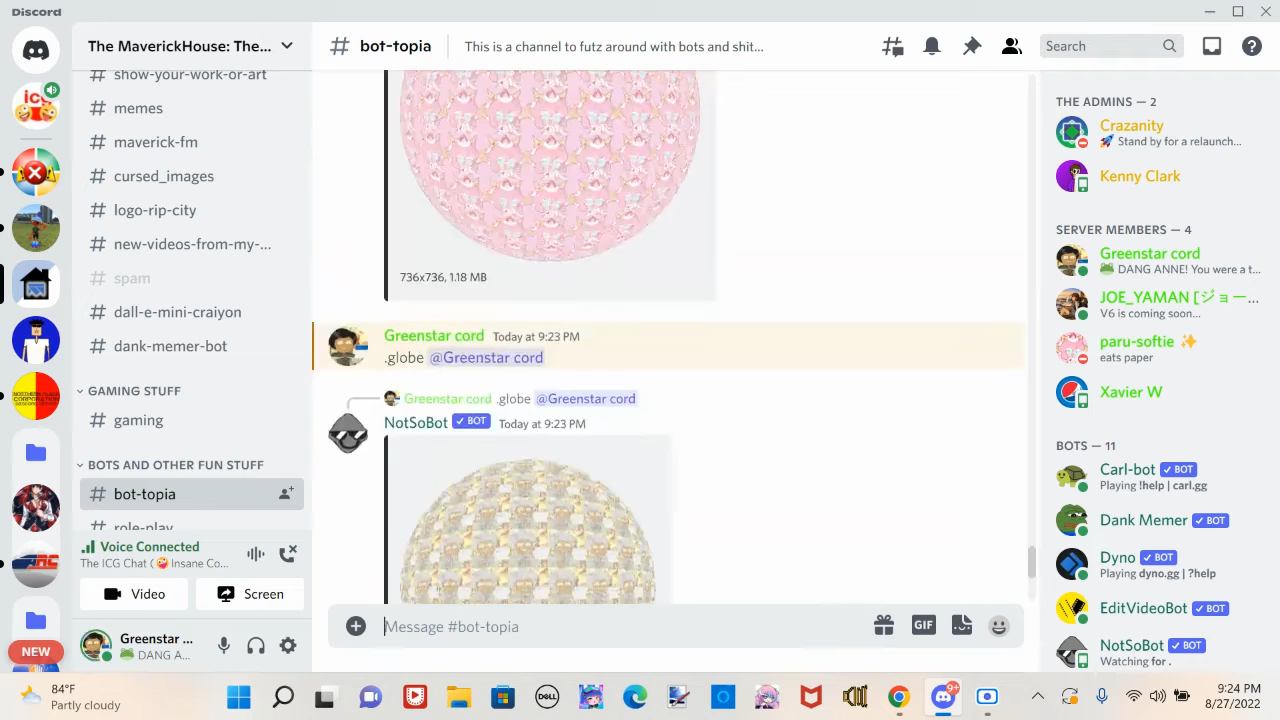 Discord
The MaverickHouse: The...
# bot-topia
This is a channel to futz around with bots and shit...
Search
show-your-work-or-art
memes
maverick-fm
cursed_images
logo-rip-city
new-videos-from-my-...
spam
dall-e-mini-craiyon
dank-memer-bot
GAMING STUFF
gaming
BOTS AND OTHER FUN STUFF
bot-topia
role-play
Voice Connected
The ICG Chat ( Insane Co...
Video
Screen
Greenstar ...
DANG A...
NEW
736x736, 1.18 MB
Greenstar cord Today at 9:23 PM
.globe @Greenstar cord
Greenstar cord .globe @Greenstar cord
NotSoBot ✓ BOT Today at 9:23 PM
Message #bot-topia
GIF
THE ADMINS — 2
Crazanity
🚀 Stand by for a relaunch...
Kenny Clark
SERVER MEMBERS — 4
Greenstar cord
DANG ANNE! You were a t...
JOE_YAMAN [ジョー...
V6 is coming soon...
paru-softie ✨
eats paper
Xavier W
BOTS — 11
Carl-bot ✓ BOT
Playing !help | carl.gg
Dank Memer ✓ BOT
Dyno ✓ BOT
Playing dyno.gg | ?help
EditVideoBot ✓ BOT
NotSoBot ✓ BOT
Watching for .
84°F
Partly cloudy
DELL
9+
9:24 PM
8/27/2022